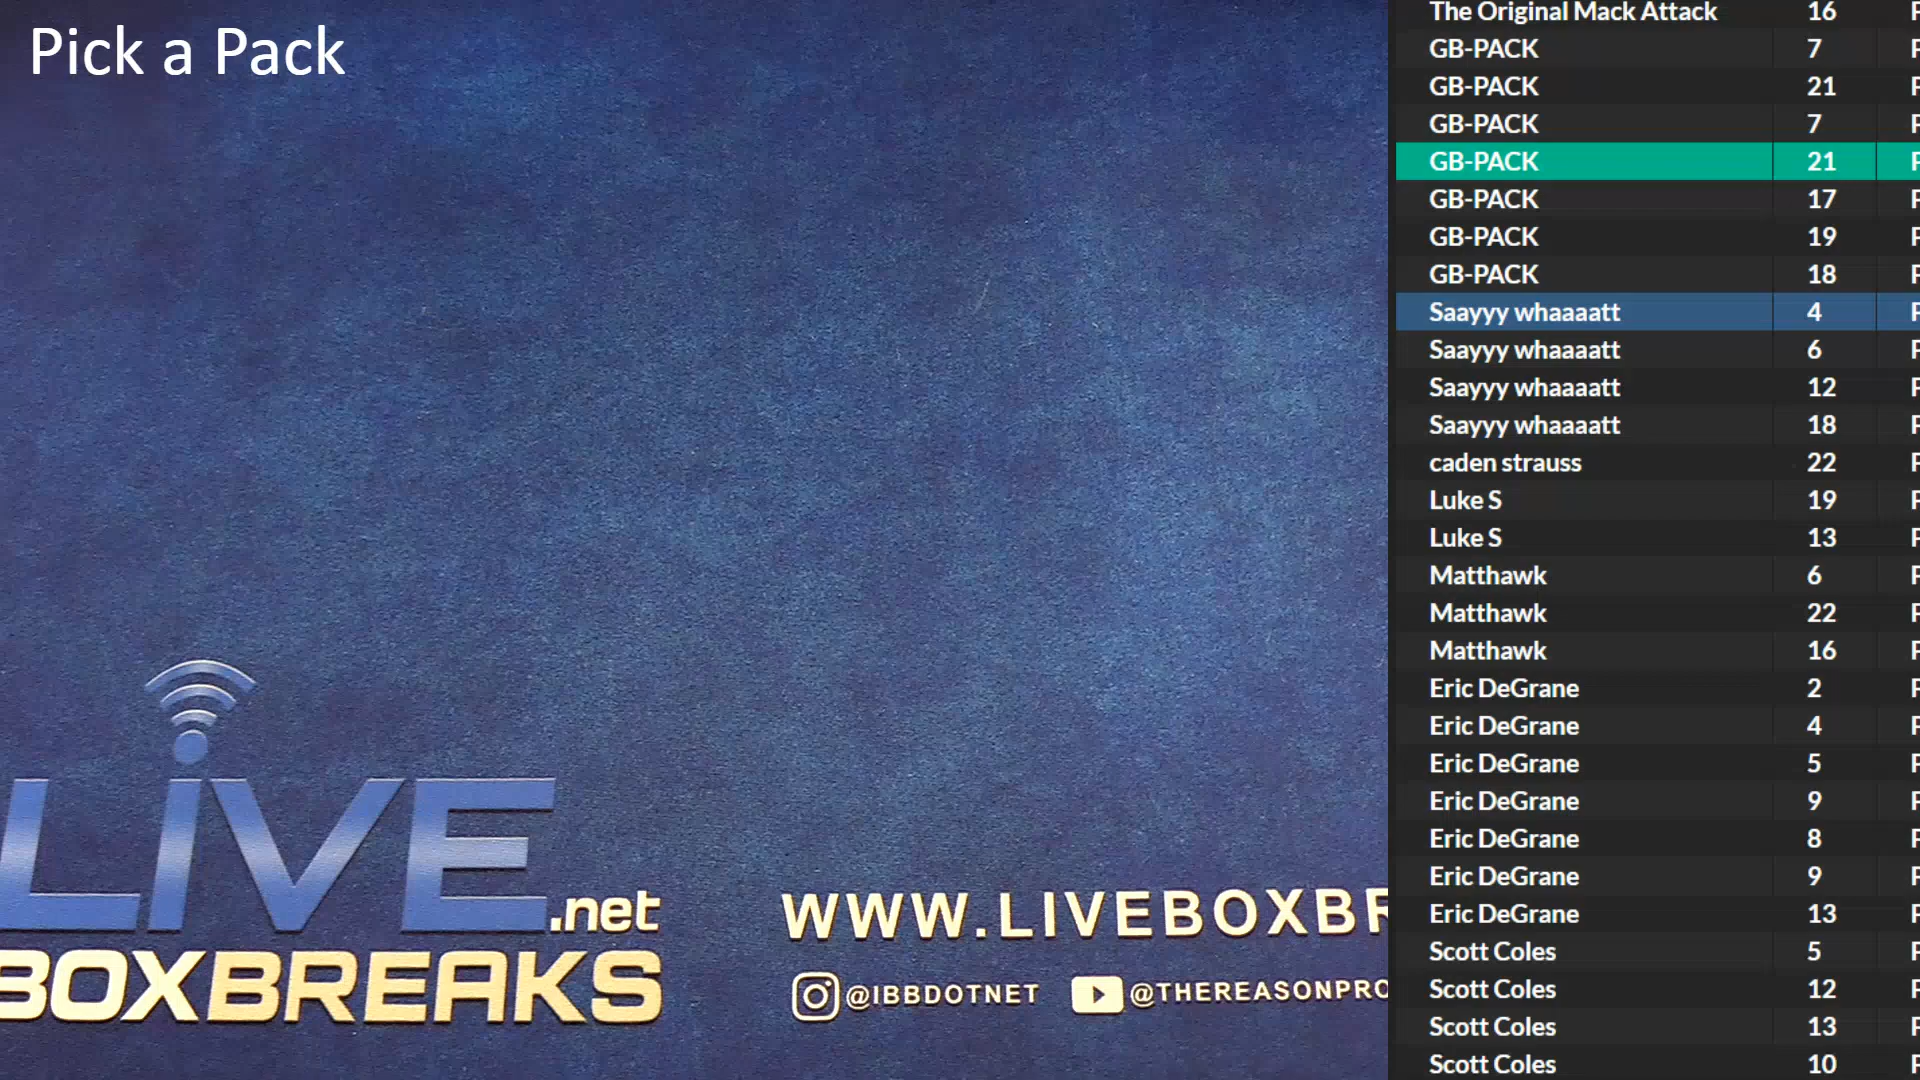 Pick a Pack
The Original Mack Attack 16
GB-PACK 7
GB-PACK 21
GB-PACK 7
GB-PACK 21
GB-PACK 17
GB-PACK 19
GB-PACK 18
Saayyy whaaaatt 4
Saayyy whaaaatt 6
Saayyy whaaaatt 12
Saayyy whaaaatt 18
caden strauss 22
Luke S 19
Luke S 13
Matthawk 6
Matthawk 22
Matthawk 16
Eric DeGrane 2
Eric DeGrane 4
Eric DeGrane 5
Eric DeGrane 9
Eric DeGrane 8
Eric DeGrane 9
Eric DeGrane 13
Scott Coles 5
Scott Coles 12
Scott Coles 13
Scott Coles 10
LiVE.net
BOXBREAKS
WWW.LIVEBOXBR
@IBBDOTNET @THEREASONPRO